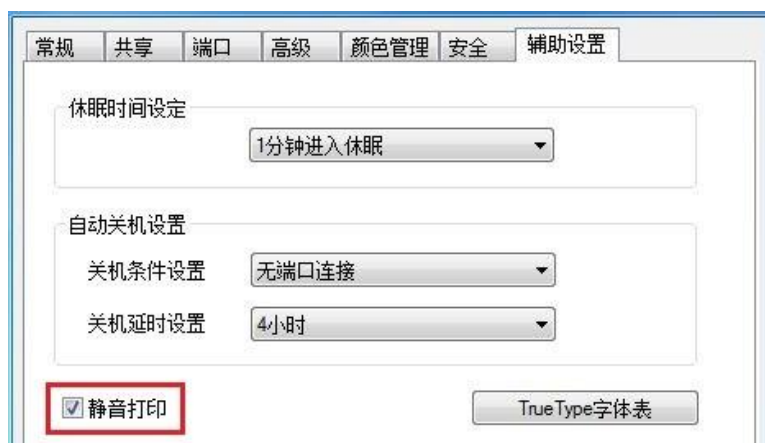 常规 共享 端口 高级 颜色管理 安全 辅助设置
休眠时间设定
1分钟进入休眠
自动关机设置
关机条件设置 无端口连接
关机延时设置 4小时
静音打印 TrueType字体表